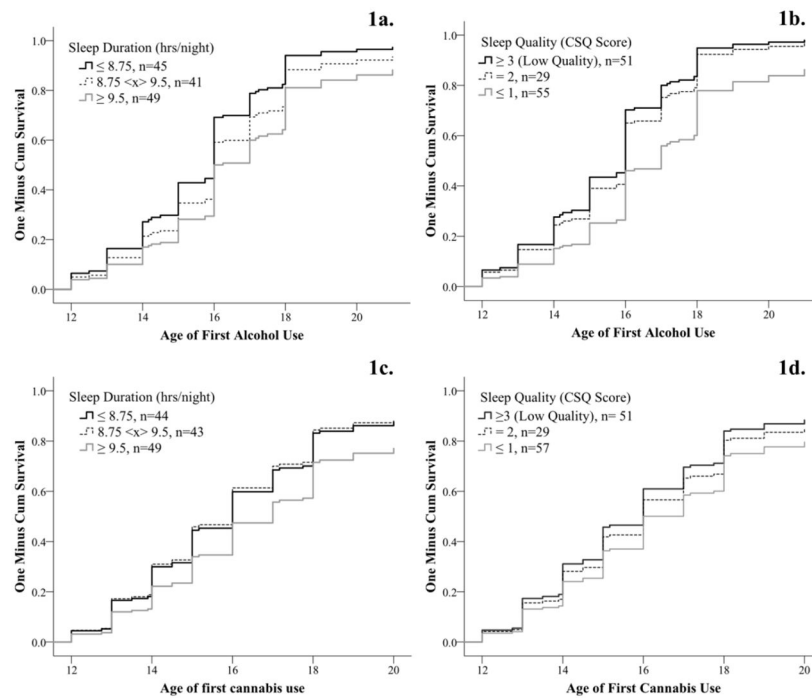 1a.
Sleep Duration (hrs/night)
≤ 8.75, n=45
8.75 <x> 9.5, n=41
≥ 9.5, n=49
One Minus Cum Survival
1.0
0.8
0.6
0.4
0.2
0.0
12 14 16 18 20
Age of First Alcohol Use
1b.
Sleep Quality (CSQ Score)
≥ 3 (Low Quality), n=51
= 2, n=29
≤ 1, n=55
One Minus Cum Survival
1.0
0.8
0.6
0.4
0.2
0.0
12 14 16 18 20
Age of First Alcohol Use
1c.
Sleep Duration (hrs/night)
≤ 8.75, n=44
8.75 <x> 9.5, n=43
≥ 9.5, n=49
One Minus Cum Survival
1.0
0.8
0.6
0.4
0.2
0.0
12 14 16 18 20
Age of first cannabis use
1d.
Sleep Quality (CSQ Score)
≥3 (Low Quality), n= 51
= 2, n=29
≤ 1, n=57
One Minus Cum Survival
1.0
0.8
0.6
0.4
0.2
0.0
12 14 16 18 20
Age of First Cannabis Use